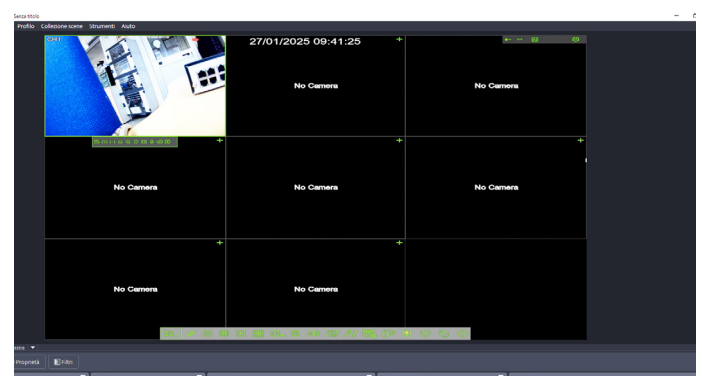 Senza titolo
Profilo Collezione scene Strumenti Aiuto
CH1
27/01/2025 09:41:25
No Camera
No Camera
No Camera
No Camera
No Camera
No Camera
No Camera
Proprietà Filtri